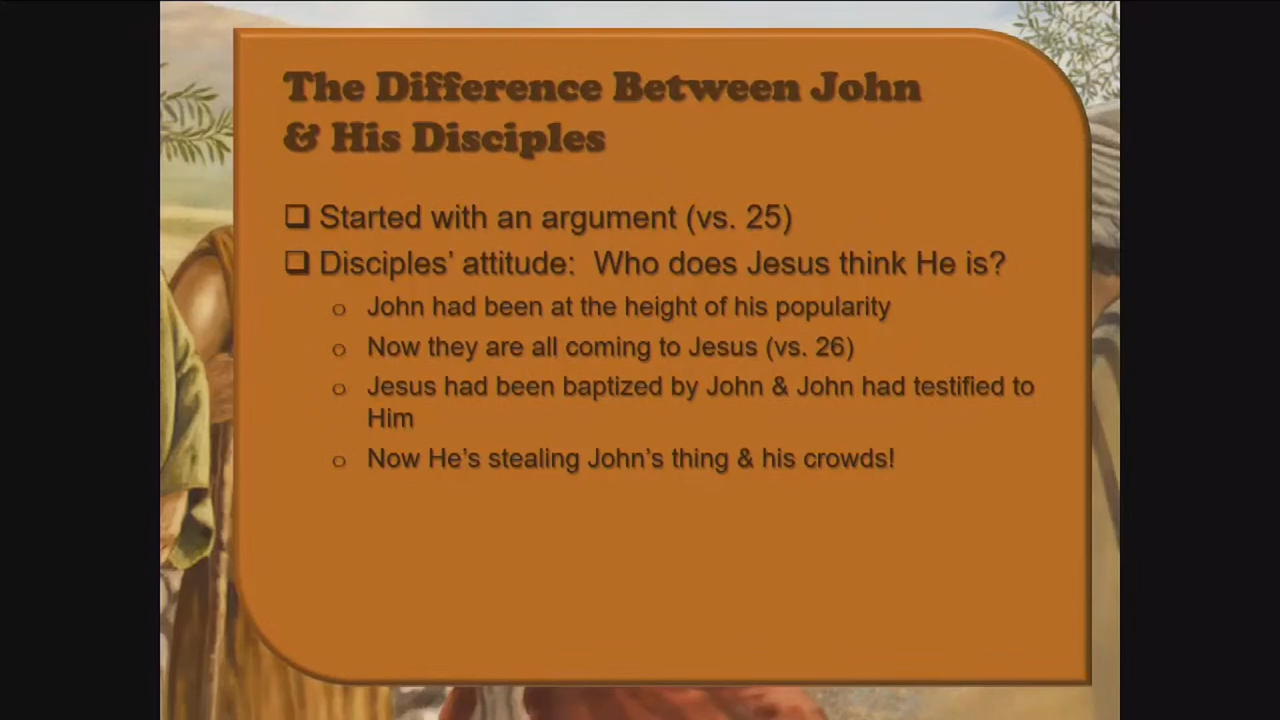 The Difference Between John
& His Disciples
❑ Started with an argument (vs. 25)
❑ Disciples’ attitude:  Who does Jesus think He is?
o John had been at the height of his popularity
o Now they are all coming to Jesus (vs. 26)
o Jesus had been baptized by John & John had testified to
Him
o Now He’s stealing John’s thing & his crowds!